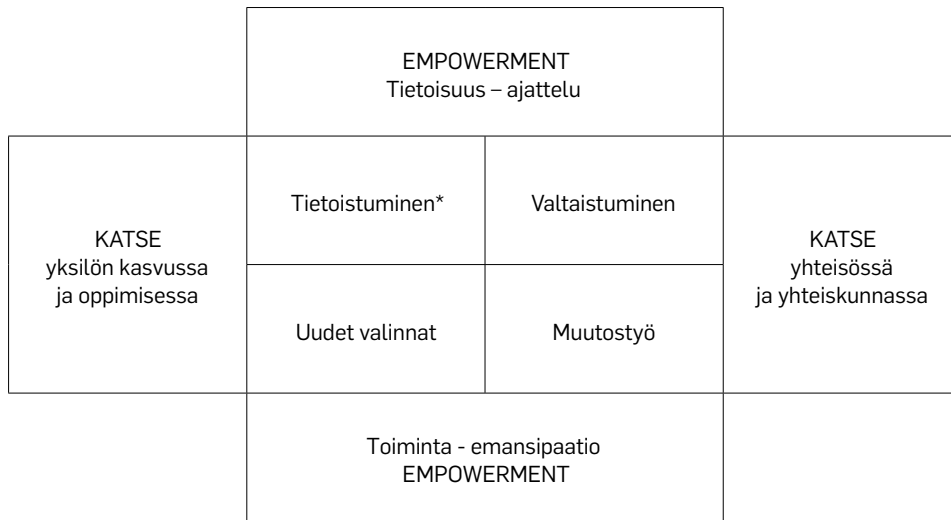 EMPOWERMENT
Tietoisuus – ajattelu
KATSE
yksilön kasvussa
ja oppimisessa
Tietoistuminen*
Valtaistuminen
Uudet valinnat
Muutostyö
KATSE
yhteisössä
ja yhteiskunnassa
Toiminta - emansipaatio
EMPOWERMENT